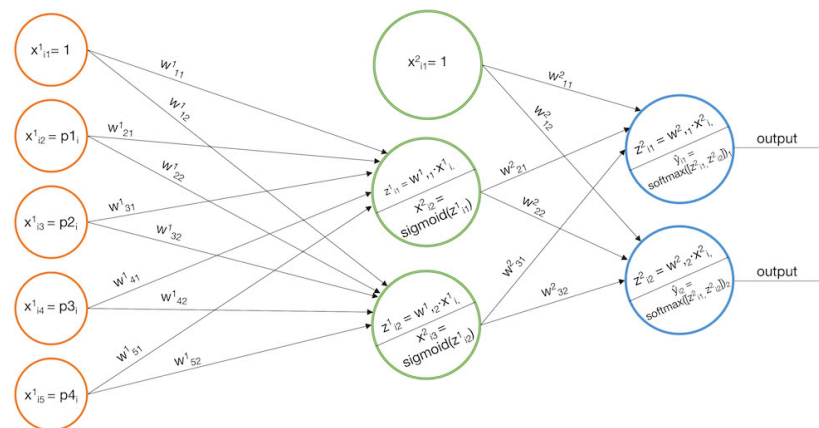 x¹ᵢ₁= 1
x¹ᵢ₂ = p1ᵢ
x¹ᵢ₃ = p2ᵢ
x¹ᵢ₄ = p3ᵢ
x¹ᵢ₅ = p4ᵢ
w¹₁₁
w¹₁₂
w¹₂₁
w¹₂₂
w¹₃₁
w¹₃₂
w¹₄₁
w¹₄₂
w¹₅₁
w¹₅₂
x²ᵢ₁= 1
z¹ᵢ₁ = w¹,₁·x¹ᵢ.
x²ᵢ₂ =
sigmoid(z¹ᵢ₁)
z¹ᵢ₂ = w¹,₂·x¹ᵢ,
x²ᵢ₃ =
sigmoid(z¹ᵢ₂)
w²₁₁
w²₁₂
w²₂₁
w²₂₂
w²₃₁
w²₃₂
z²ᵢ₁ = w²,₁·x²ᵢ,
ŷᵢ₁ =
softmax([z²ᵢ₁, z²ᵢ₂])₁
output
z²ᵢ₂ = w²,₂·x²ᵢ,
ŷᵢ₂ =
softmax([z²ᵢ₁, z²ᵢ₂])₂
output